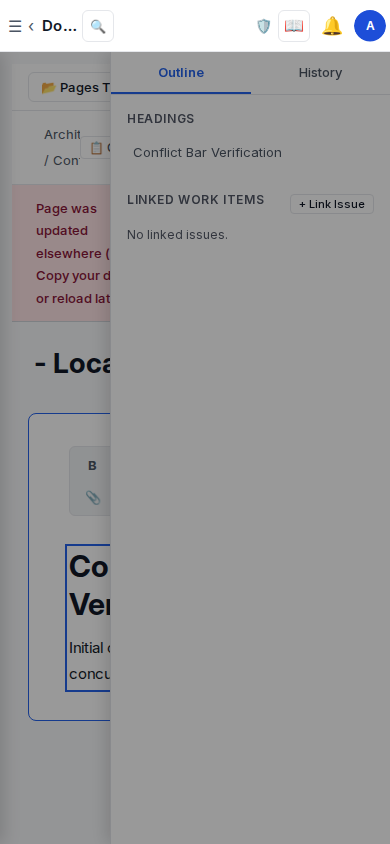 Do...
A
Pages T
Outline
History
Archit
/ Con
HEADINGS
Conflict Bar Verification
LINKED WORK ITEMS
+ Link Issue
No linked issues.
Page was
updated
elsewhere (
Copy your d
or reload lat
- Loca
B
Co
Ver
Initial c
concu